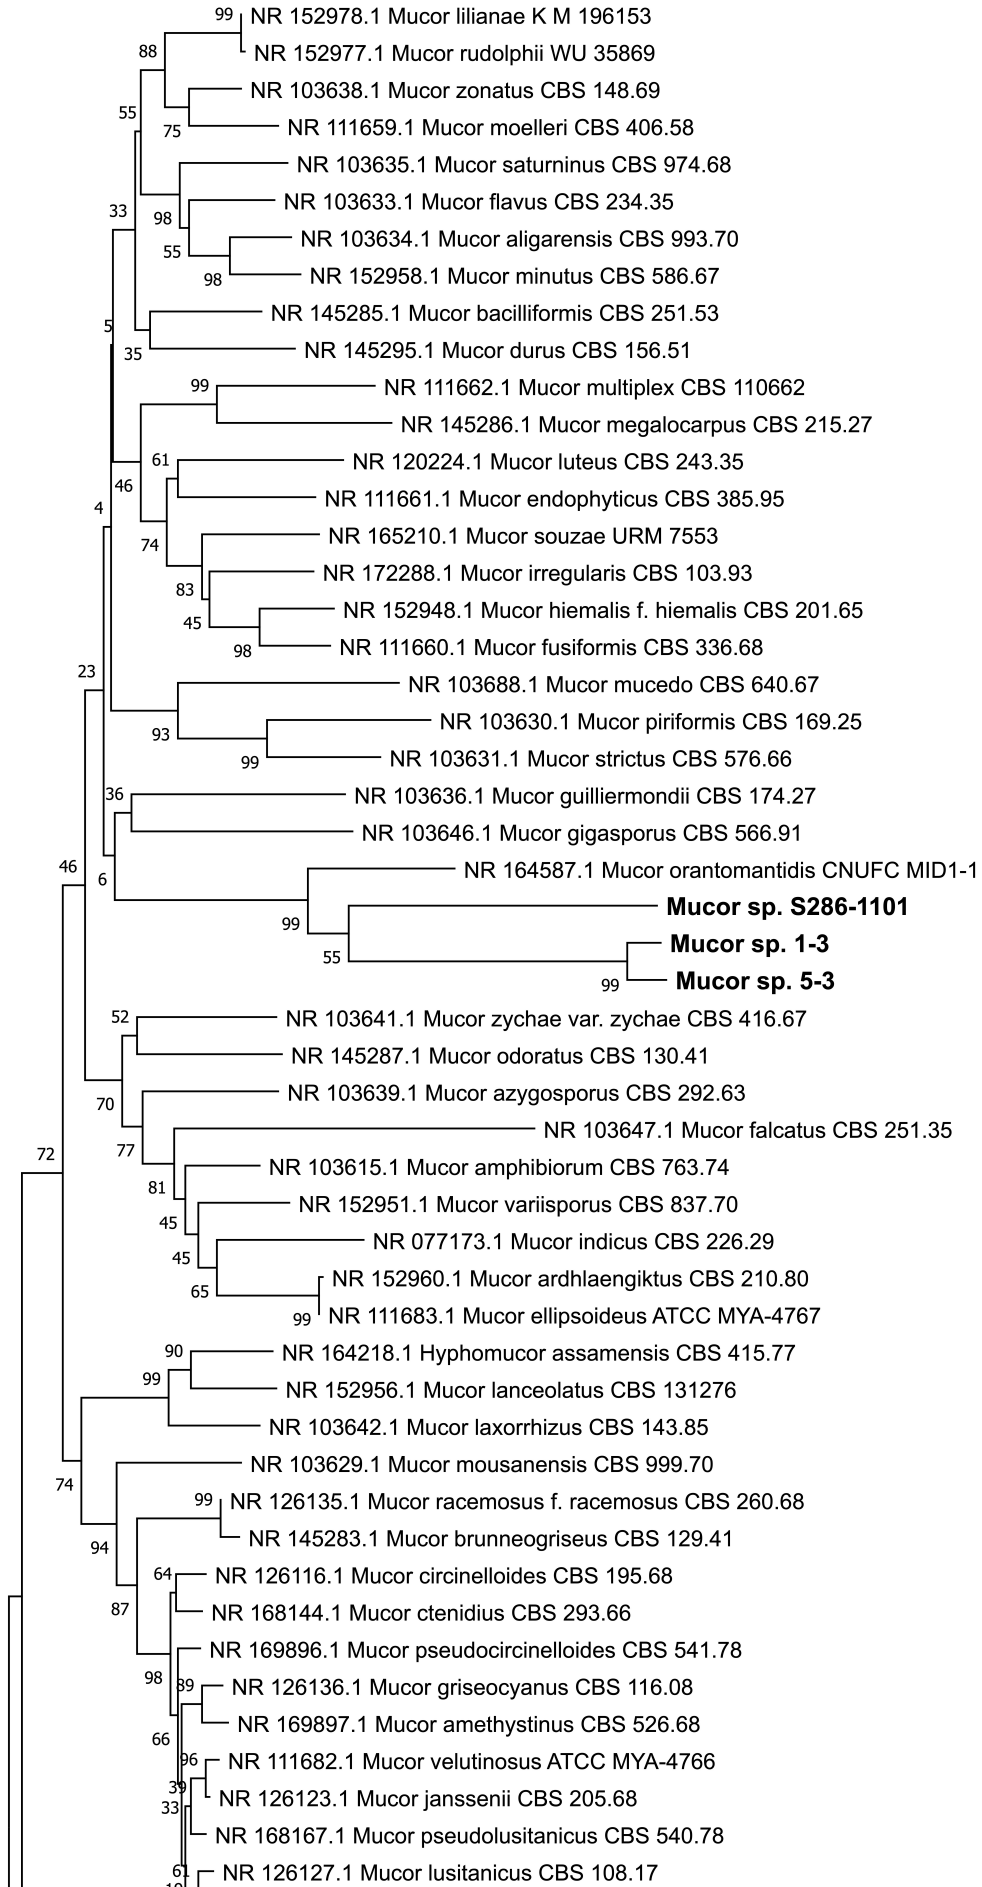 99 NR 152978.1 Mucor lilianae K M 196153
88 NR 152977.1 Mucor rudolphii WU 35869
NR 103638.1 Mucor zonatus CBS 148.69
55
75 NR 111659.1 Mucor moelleri CBS 406.58
NR 103635.1 Mucor saturninus CBS 974.68
33 98 NR 103633.1 Mucor flavus CBS 234.35
55 NR 103634.1 Mucor aligarensis CBS 993.70
98 NR 152958.1 Mucor minutus CBS 586.67
NR 145285.1 Mucor bacilliformis CBS 251.53
5
35 NR 145295.1 Mucor durus CBS 156.51
99 NR 111662.1 Mucor multiplex CBS 110662
NR 145286.1 Mucor megalocarpus CBS 215.27
61 NR 120224.1 Mucor luteus CBS 243.35
46 NR 111661.1 Mucor endophyticus CBS 385.95
4
74 NR 165210.1 Mucor souzae URM 7553
83 NR 172288.1 Mucor irregularis CBS 103.93
45 NR 152948.1 Mucor hiemalis f. hiemalis CBS 201.65
98 NR 111660.1 Mucor fusiformis CBS 336.68
23 NR 103688.1 Mucor mucedo CBS 640.67
93 NR 103630.1 Mucor piriformis CBS 169.25
99 NR 103631.1 Mucor strictus CBS 576.66
36 NR 103636.1 Mucor guilliermondii CBS 174.27
NR 103646.1 Mucor gigasporus CBS 566.91
46 6 NR 164587.1 Mucor orantomantidis CNUFC MID1-1
99 Mucor sp. S286-1101
55 Mucor sp. 1-3
99 Mucor sp. 5-3
52 NR 103641.1 Mucor zychae var. zychae CBS 416.67
NR 145287.1 Mucor odoratus CBS 130.41
70 NR 103639.1 Mucor azygosporus CBS 292.63
77 NR 103647.1 Mucor falcatus CBS 251.35
72
81 NR 103615.1 Mucor amphibiorum CBS 763.74
45 NR 152951.1 Mucor variisporus CBS 837.70
45 NR 077173.1 Mucor indicus CBS 226.29
65 NR 152960.1 Mucor ardhlaengiktus CBS 210.80
99 NR 111683.1 Mucor ellipsoideus ATCC MYA-4767
90 NR 164218.1 Hyphomucor assamensis CBS 415.77
99 NR 152956.1 Mucor lanceolatus CBS 131276
NR 103642.1 Mucor laxorrhizus CBS 143.85
74 NR 103629.1 Mucor mousanensis CBS 999.70
99 NR 126135.1 Mucor racemosus f. racemosus CBS 260.68
94 NR 145283.1 Mucor brunneogriseus CBS 129.41
64 NR 126116.1 Mucor circinelloides CBS 195.68
87 NR 168144.1 Mucor ctenidius CBS 293.66
NR 169896.1 Mucor pseudocircinelloides CBS 541.78
98 89 NR 126136.1 Mucor griseocyanus CBS 116.08
66 NR 169897.1 Mucor amethystinus CBS 526.68
96 NR 111682.1 Mucor velutinosus ATCC MYA-4766
39
33 NR 126123.1 Mucor janssenii CBS 205.68
NR 168167.1 Mucor pseudolusitanicus CBS 540.78
61 NR 126127.1 Mucor lusitanicus CBS 108.17